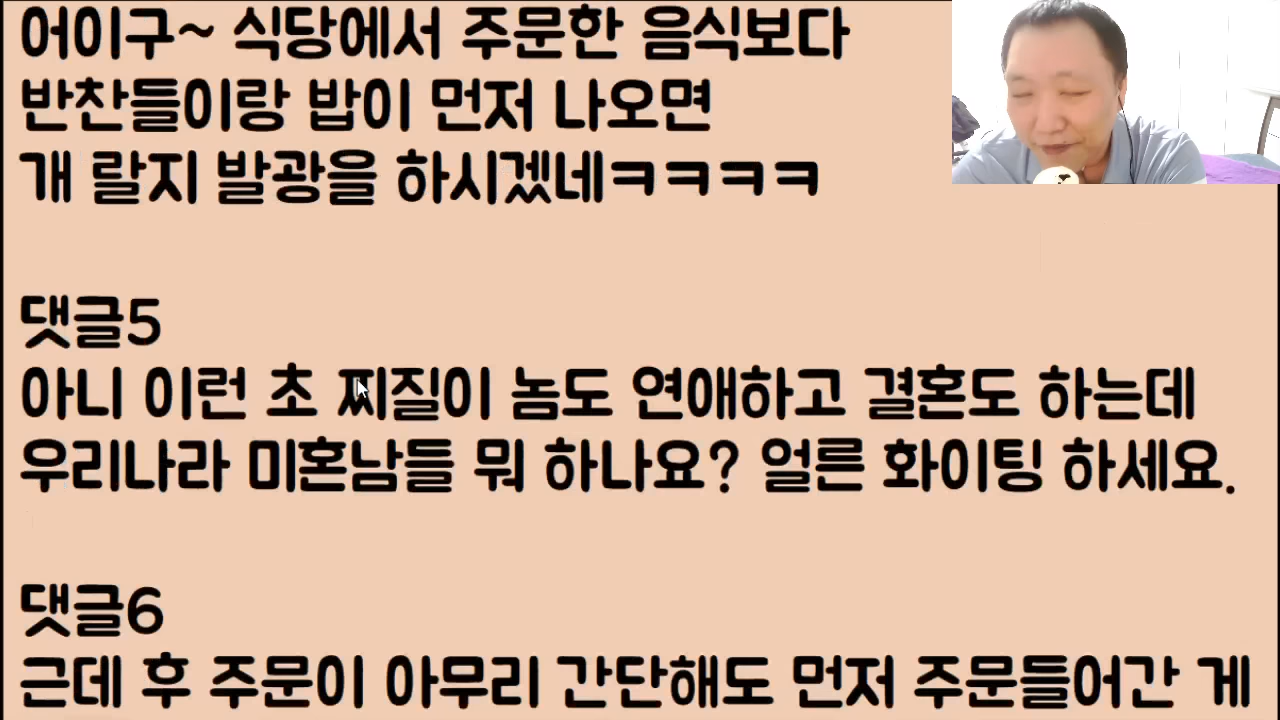 어이구~ 식당에서 주문한 음식보다
반찬들이랑 밥이 먼저 나오면
개 랄지 발광을 하시겠네ㅋㅋㅋㅋ
댓글5
아니 이런 초 찌질이 놈도 연애하고 결혼도 하는데
우리나라 미혼남들 뭐 하나요? 얼른 화이팅 하세요.
댓글6
근데 후 주문이 아무리 간단해도 먼저 주문들어간 게